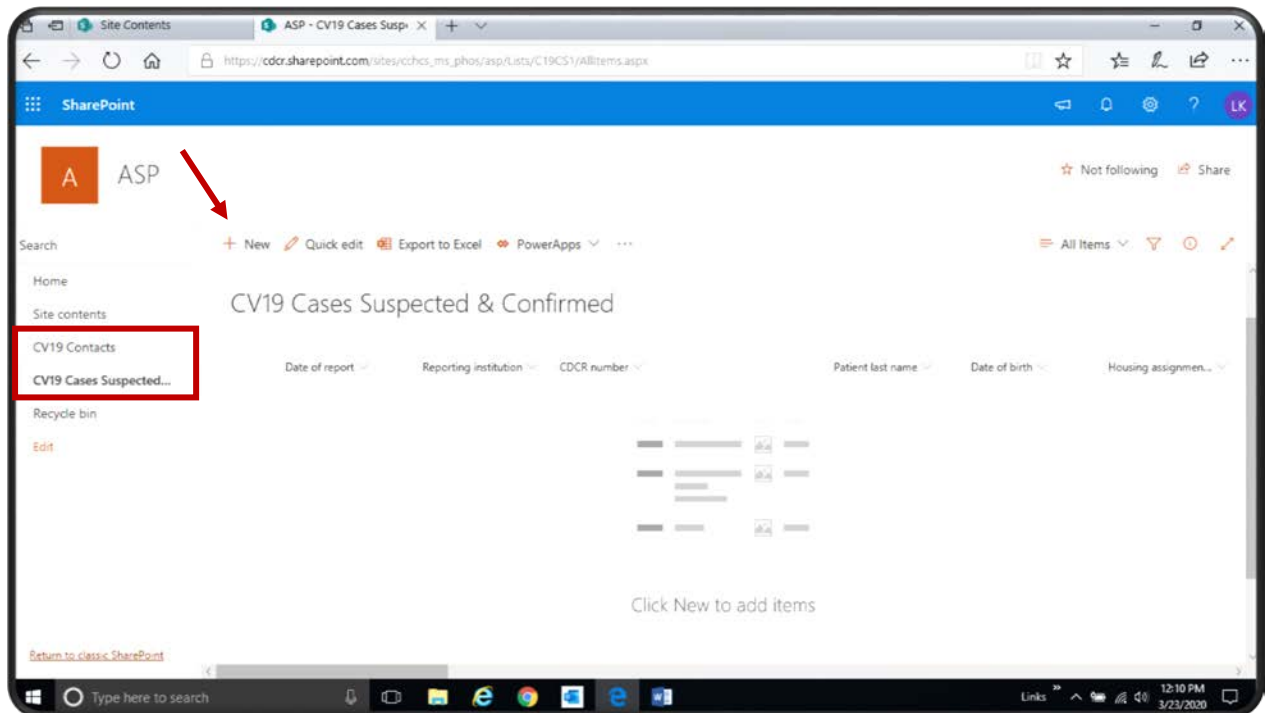 Site Contents
ASP - CV19 Cases Susp
https://cdcr.sharepoint.com/sites/cchcs_ms_phos/asp/Lists/C19CS1/AllItems.aspx
SharePoint
LK
A
ASP
Not following
Share
Search
New
Quick edit
Export to Excel
PowerApps
All Items
Home
Site contents
CV19 Contacts
CV19 Cases Suspected...
Recycle bin
Edit
CV19 Cases Suspected & Confirmed
Date of report
Reporting institution
CDCR number
Patient last name
Date of birth
Housing assignmen...
Click New to add items
Return to classic SharePoint
Type here to search
Links
12:10 PM
3/23/2020